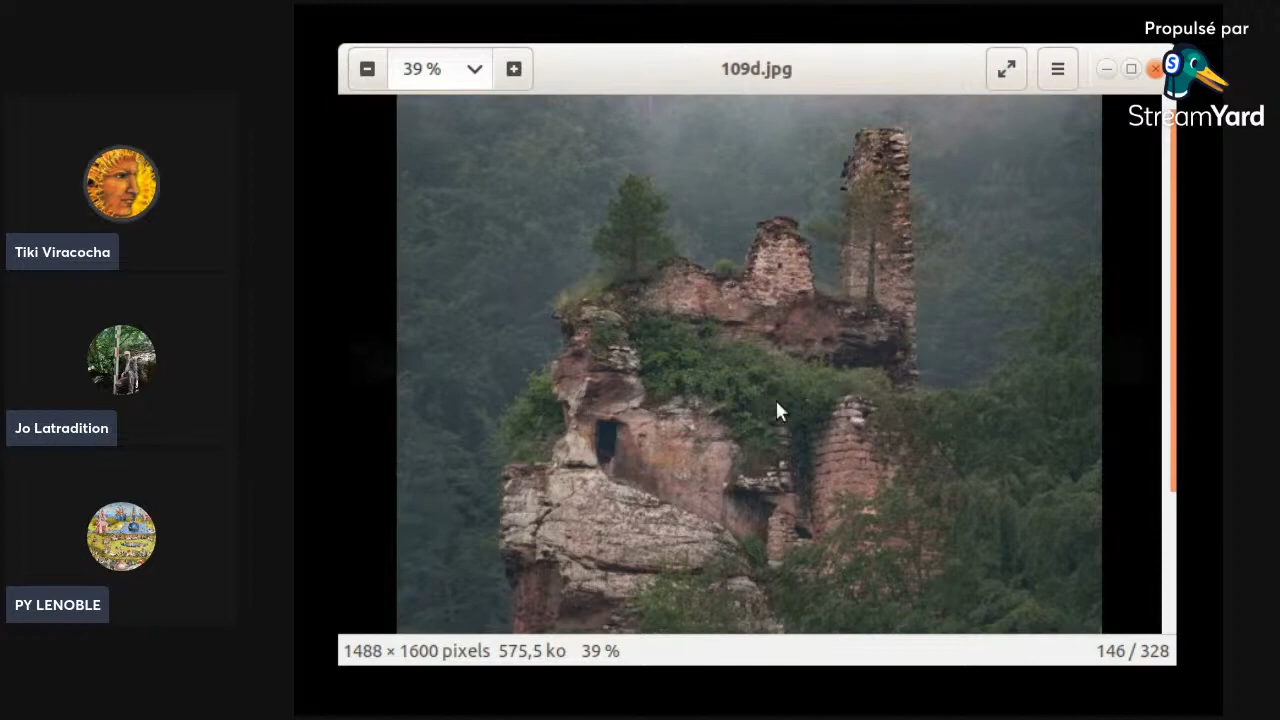 Propulsé par
StreamYard
39 %
109d.jpg
Tiki Viracocha
Jo Latradition
PY LENOBLE
1488 × 1600 pixels 575,5 ko 39 %
146 / 328